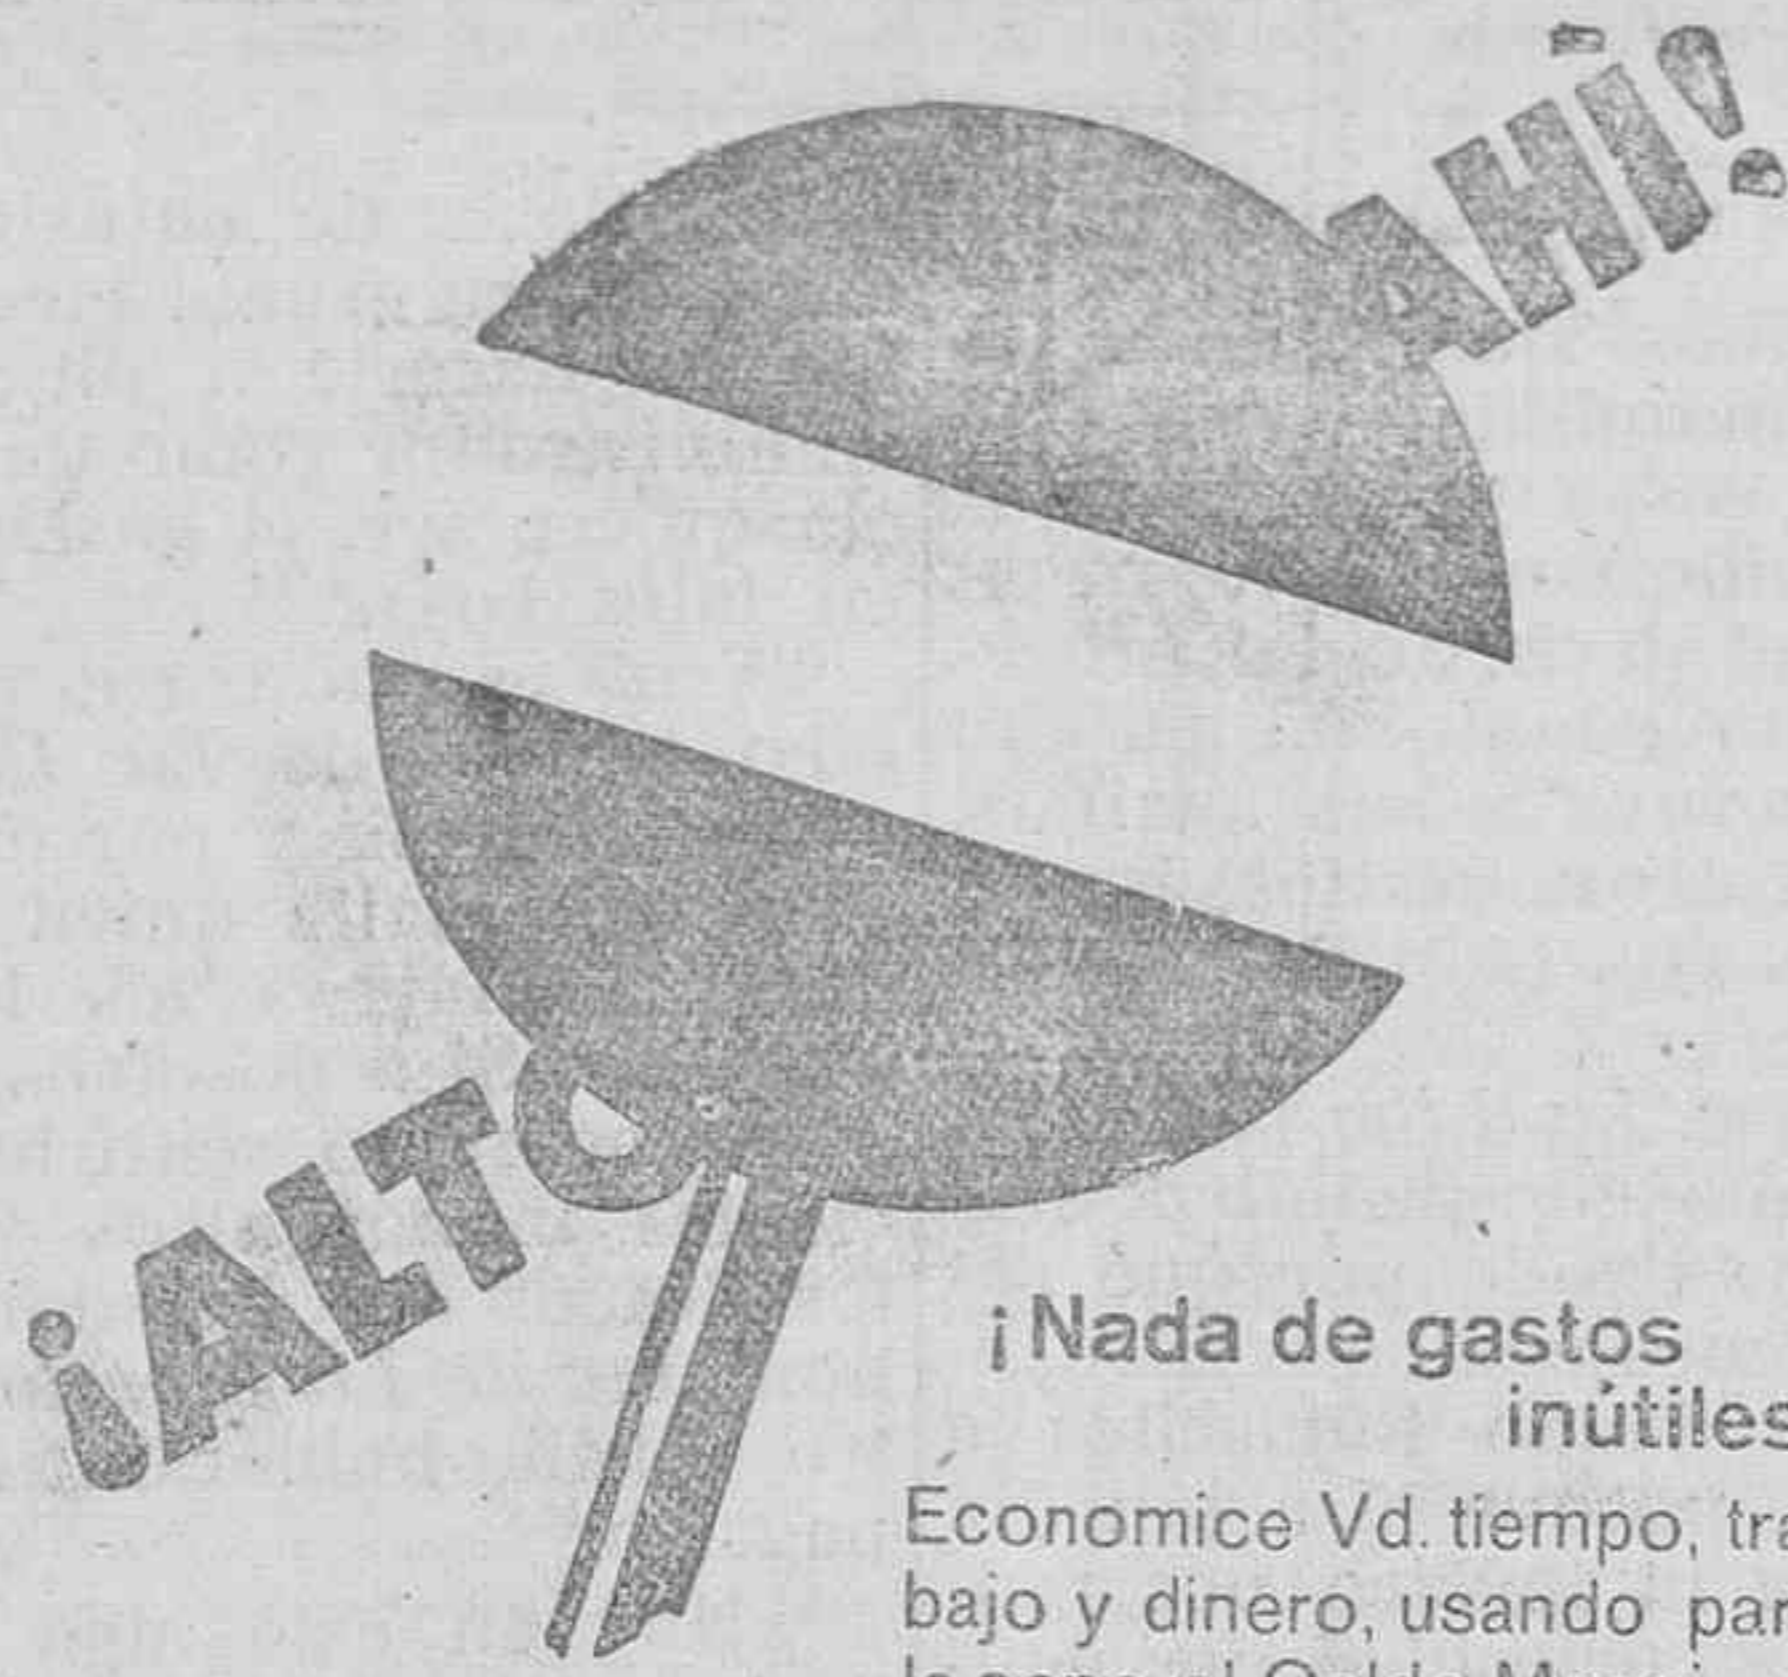 ¡ALTO AHÍ!
¡Nada de gastos
inútiles
Economice Vd. tiempo, tra
bajo y dinero, usando par